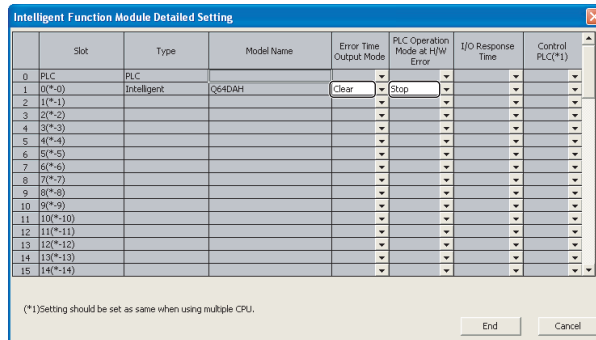 Intelligent Function Module Detailed Setting
Slot Type Model Name Error Time Output Mode PLC Operation Mode at H/W Error I/O Response Time Control PLC(*1)
0 PLC PLC
1 0(*-0) Intelligent Q64DAH Clear Stop
2 1(*-1)
3 2(*-2)
4 3(*-3)
5 4(*-4)
6 5(*-5)
7 6(*-6)
8 7(*-7)
9 8(*-8)
10 9(*-9)
11 10(*-10)
12 11(*-11)
13 12(*-12)
14 13(*-13)
15 14(*-14)
(*1)Setting should be set as same when using multiple CPU.
End Cancel